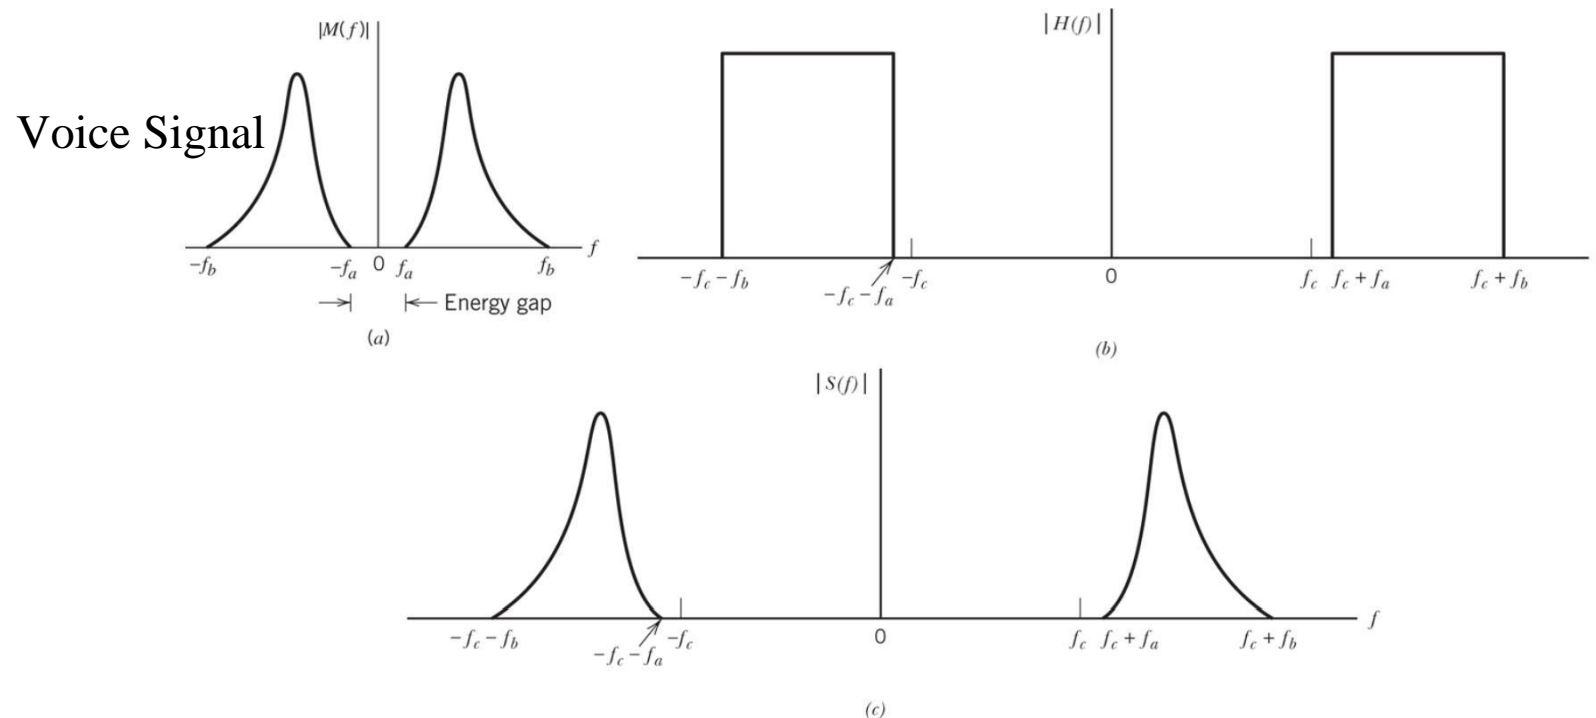 |M(f)|
Voice Signal
f
−f_b
−f_a
0
f_a
f_b
Energy gap
(a)
|H(f)|
−f_c − f_b
−f_c − f_a
−f_c
0
f_c
f_c + f_a
f_c + f_b
(b)
|S(f)|
f
−f_c − f_b
−f_c − f_a
−f_c
0
f_c
f_c + f_a
f_c + f_b
(c)